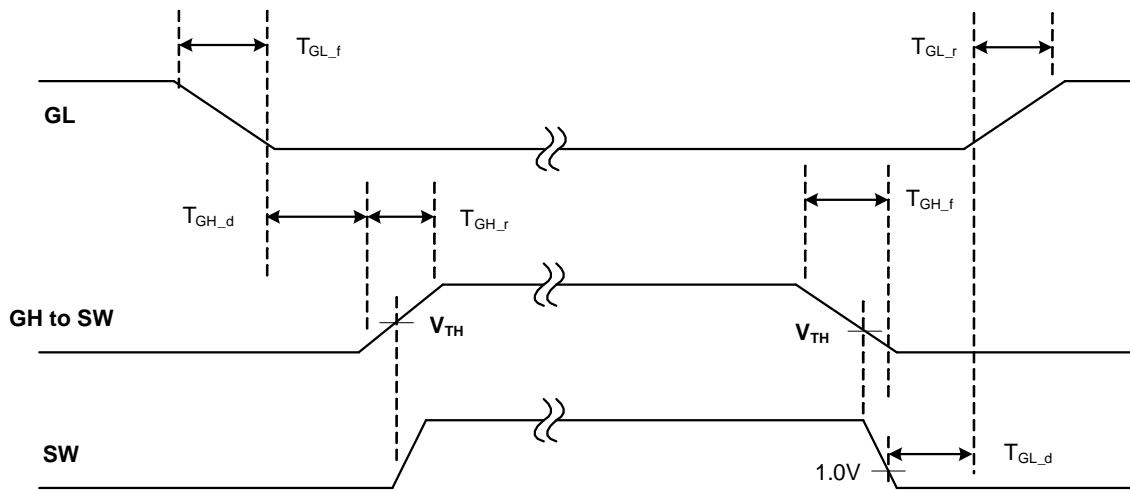 T_GL_f
T_GL_r
GL
T_GH_d
T_GH_r
T_GH_f
GH to SW
V_TH
V_TH
SW
1.0V
T_GL_d